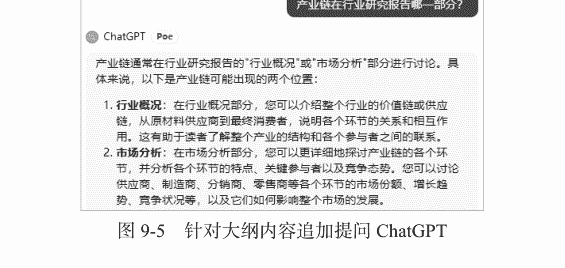 产业链在行业研究报告哪一部分？
ChatGPT Poe
产业链通常在行业研究报告的"行业概况"或"市场分析"部分进行讨论。具
体来说，以下是产业链可能出现的两个位置：
1. 行业概况：在行业概况部分，您可以介绍整个行业的价值链或供应
链，从原材料供应商到最终消费者，说明各个环节的关系和相互作
用。这有助于读者了解整个产业的结构和各个参与者之间的联系。
2. 市场分析：在市场分析部分，您可以更详细地探讨产业链的各个环
节，并分析各个环节的特点、关键参与者以及竞争态势。您可以讨论
供应商、制造商、分销商、零售商等各个环节的市场份额、增长趋
势、竞争状况等，以及它们如何影响整个市场的发展。
图 9-5 针对大纲内容追加提问 ChatGPT